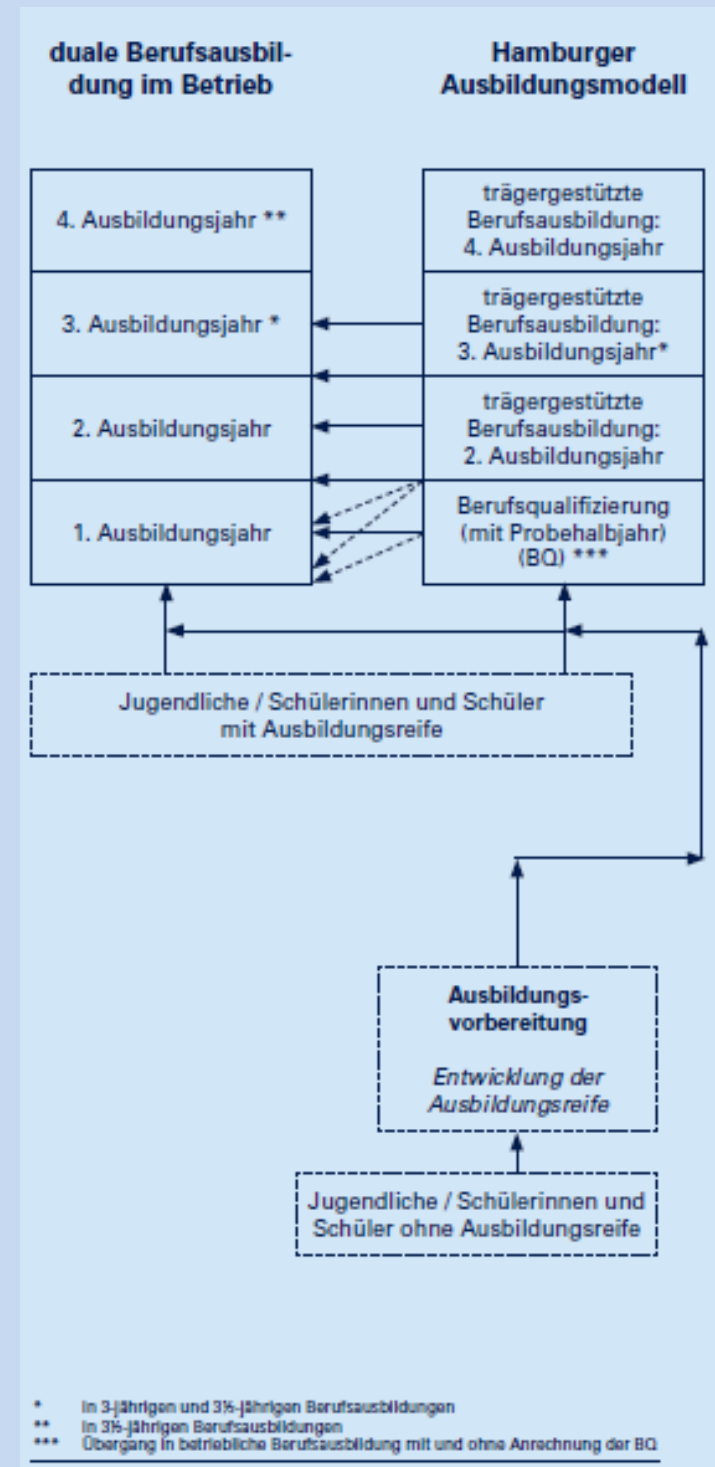 duale Berufsausbil-
dung im Betrieb
Hamburger
Ausbildungsmodell
4. Ausbildungsjahr **
trägergestützte
Berufsausbildung:
4. Ausbildungsjahr
3. Ausbildungsjahr *
trägergestützte
Berufsausbildung:
3. Ausbildungsjahr*
2. Ausbildungsjahr
trägergestützte
Berufsausbildung:
2. Ausbildungsjahr
1. Ausbildungsjahr
Berufsqualifizierung
(mit Probehalbjahr)
(BQ) ***
Jugendliche / Schülerinnen und Schüler
mit Ausbildungsreife
Ausbildungs-
vorbereitung
Entwicklung der
Ausbildungsreife
Jugendliche / Schülerinnen und
Schüler ohne Ausbildungsreife
* In 3-jährigen und 3½-jährigen Berufsausbildungen
** In 3½-jährigen Berufsausbildungen
*** Übergang in betriebliche Berufsausbildung mit und ohne Anrechnung der BQ